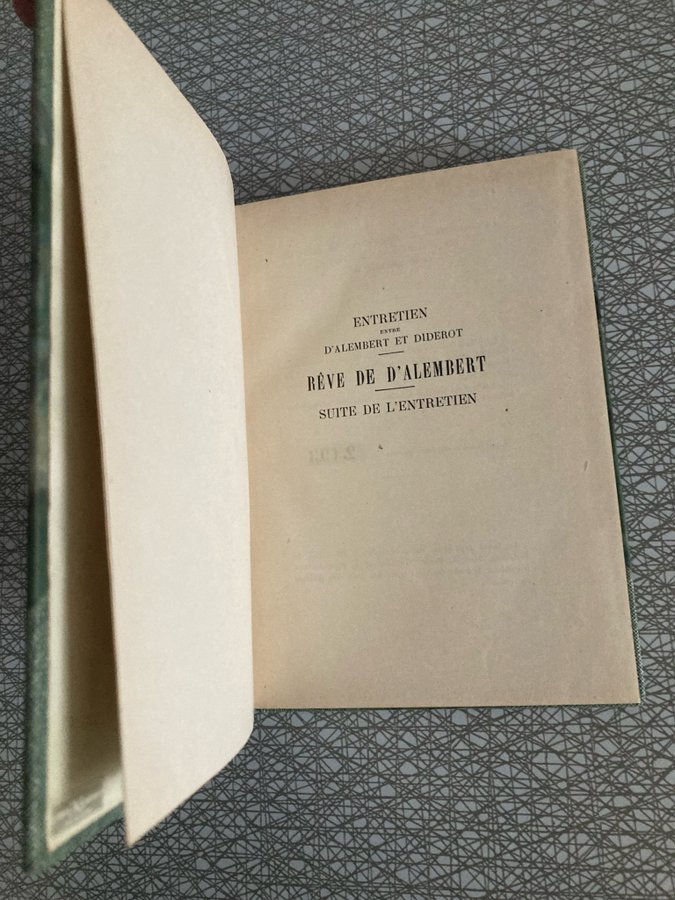 ENTRETIEN
ENTRE
D'ALEMBERT ET DIDEROT
RÊVE DE D'ALEMBERT
SUITE DE L'ENTRETIEN